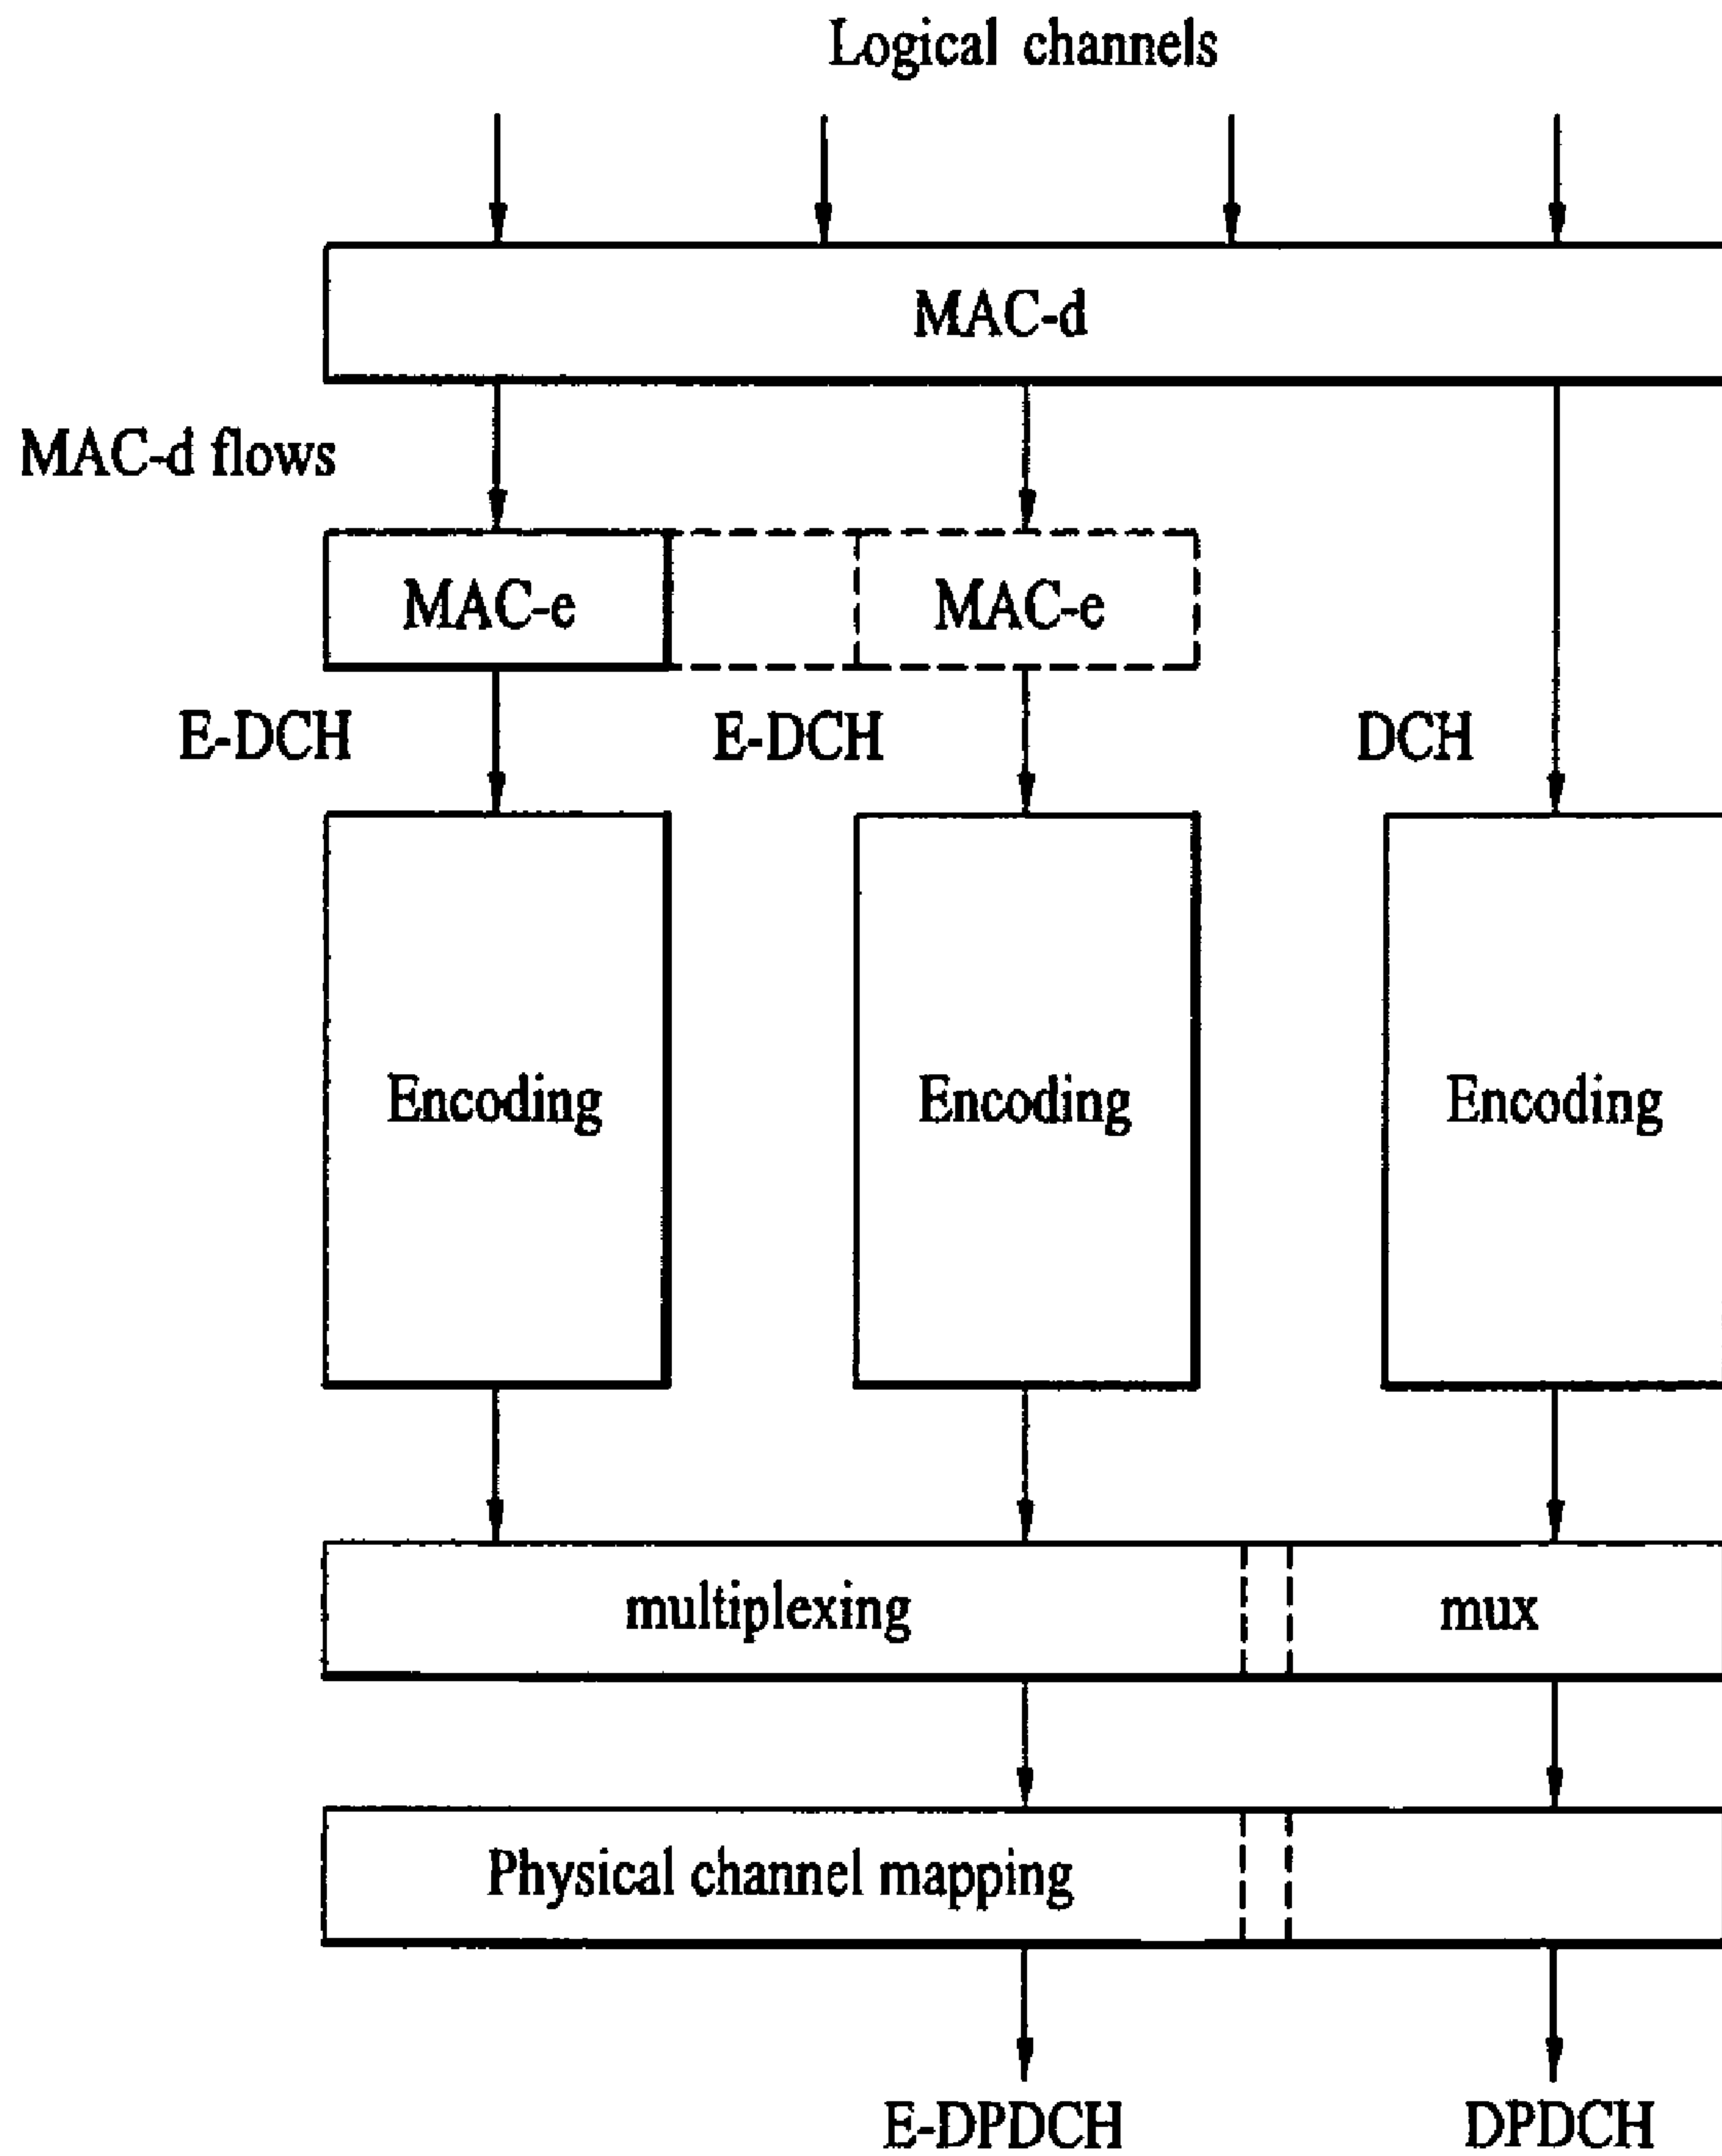 Logical channels
MAC-d
MAC-d flows
MAC-e
MAC-e
E-DCH
E-DCH
DCH
Encoding
Encoding
Encoding
multiplexing
mux
Physical channel mapping
E-DPDCH
DPDCH